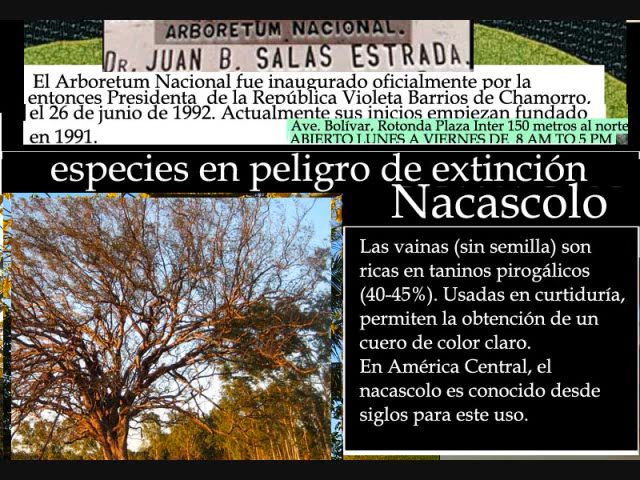 ARBORETUM NACIONAL.
DR. JUAN B. SALAS ESTRADA.
El Arboretum Nacional fue inaugurado oficialmente por la
entonces Presidenta de la República Violeta Barrios de Chamorro,
el 26 de junio de 1992. Actualmente sus inicios empiezan fundado
en 1991.
Ave. Bolívar, Rotonda Plaza Inter 150 metros al norte
ABIERTO LUNES A VIERNES DE 8 AM TO 5 PM
especies en peligro de extinción
Nacascolo
Las vainas (sin semilla) son
ricas en taninos pirogálicos
(40-45%). Usadas en curtiduría,
permiten la obtención de un
cuero de color claro.
En América Central, el
nacascolo es conocido desde
siglos para este uso.